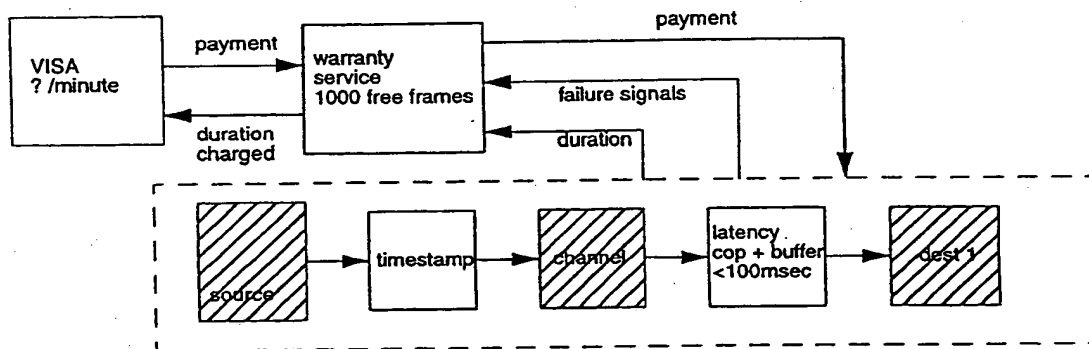 payment
payment
VISA
? /minute
warranty
service
1000 free frames
failure signals
duration
charged
duration
source
timestamp
channel
latency
cop + buffer
<100msec
dest 1